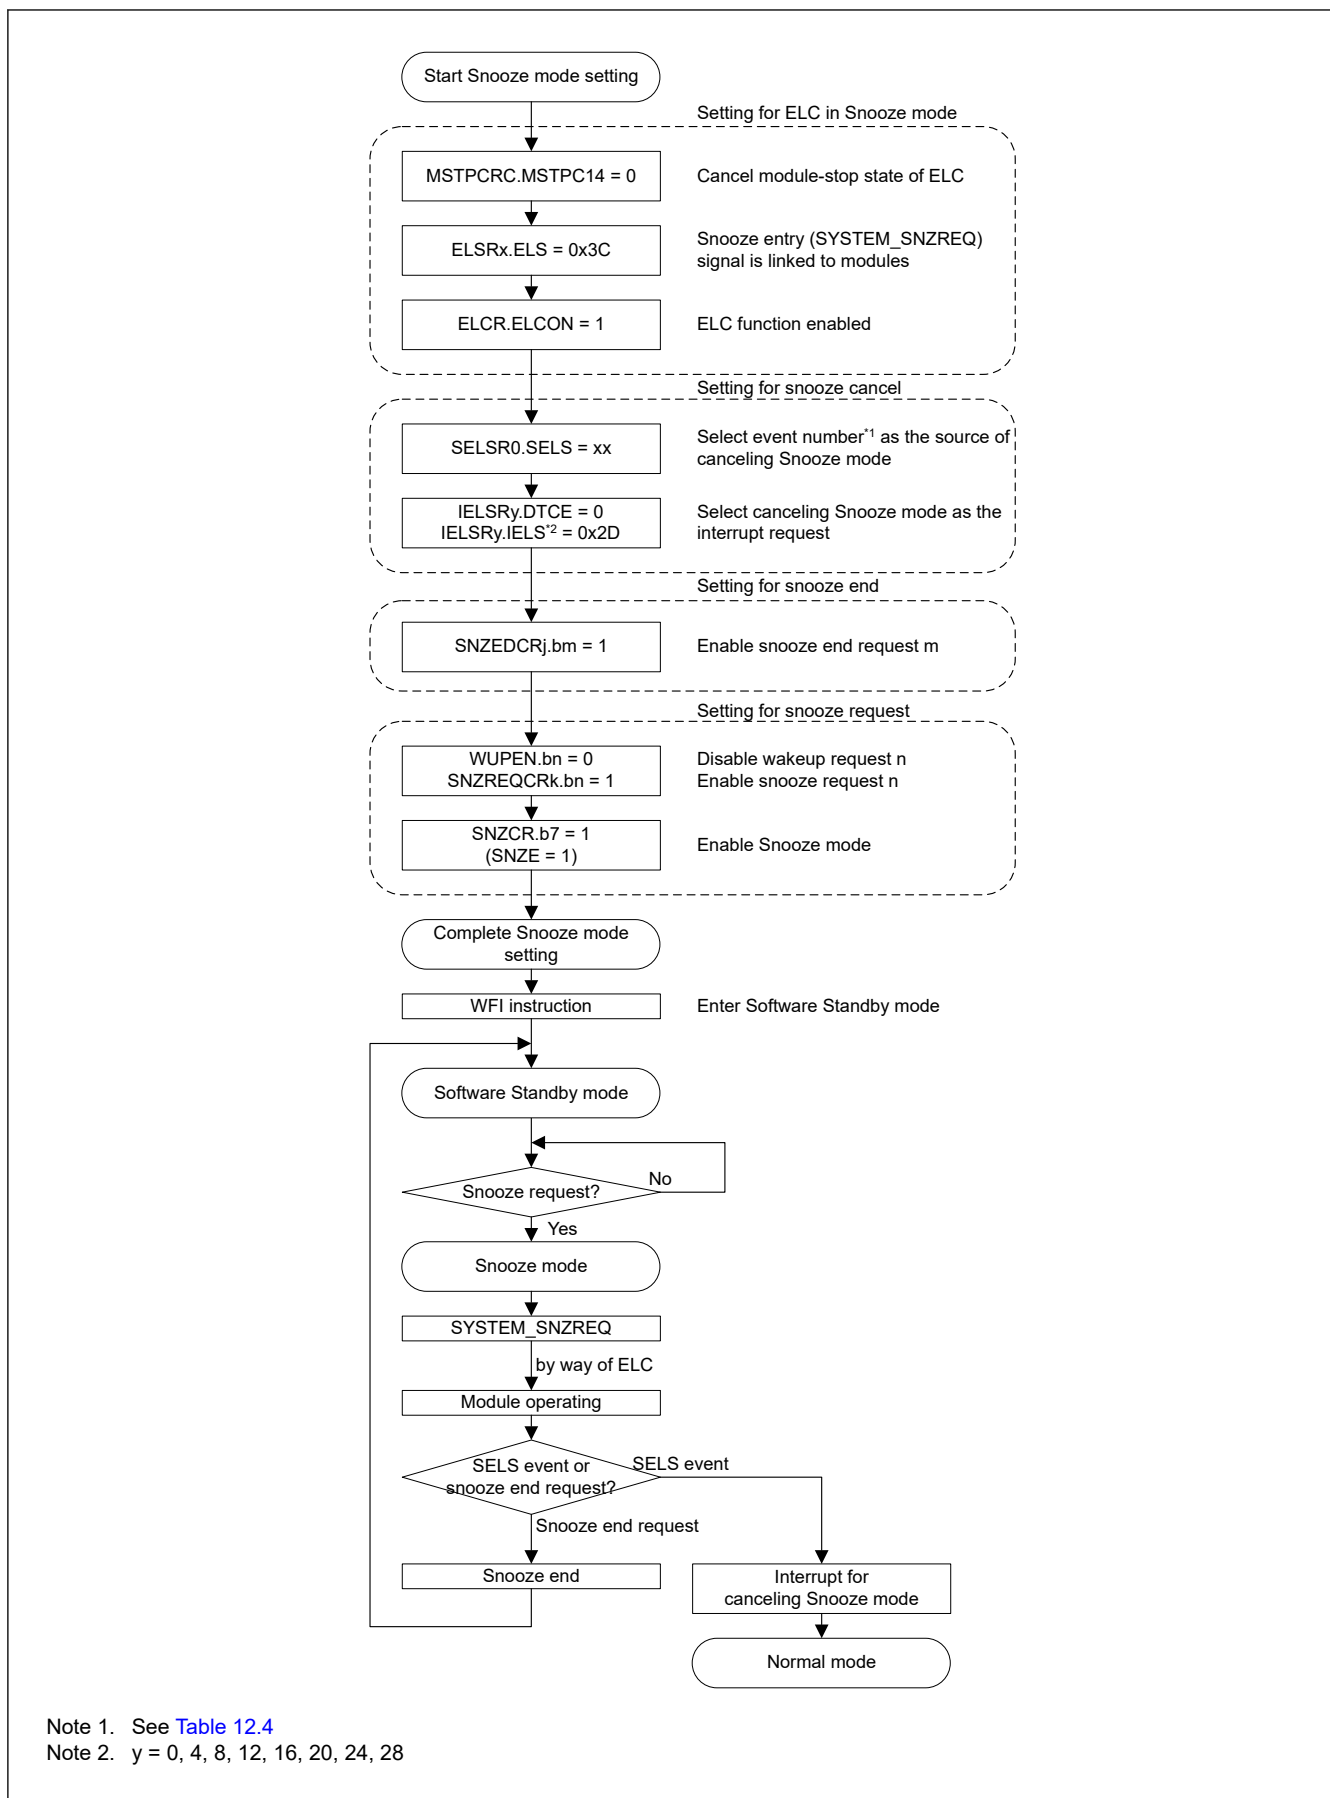 Start Snooze mode setting
Setting for ELC in Snooze mode
MSTPCRC.MSTPC14 = 0
Cancel module-stop state of ELC
ELSRx.ELS = 0x3C
Snooze entry (SYSTEM_SNZREQ)
signal is linked to modules
ELCR.ELCON = 1
ELC function enabled
Setting for snooze cancel
SELSR0.SELS = xx
Select event number*1 as the source of
canceling Snooze mode
IELSRy.DTCE = 0
IELSRy.IELS*2 = 0x2D
Select canceling Snooze mode as the
interrupt request
Setting for snooze end
SNZEDCRj.bm = 1
Enable snooze end request m
Setting for snooze request
WUPEN.bn = 0
SNZREQCRk.bn = 1
Disable wakeup request n
Enable snooze request n
SNZCR.b7 = 1
(SNZE = 1)
Enable Snooze mode
Complete Snooze mode
setting
WFI instruction
Enter Software Standby mode
Software Standby mode
No
Snooze request?
Yes
Snooze mode
SYSTEM_SNZREQ
by way of ELC
Module operating
SELS event or
snooze end request?
SELS event
Snooze end request
Snooze end
Interrupt for
canceling Snooze mode
Normal mode
Note 1. See Table 12.4
Note 2. y = 0, 4, 8, 12, 16, 20, 24, 28